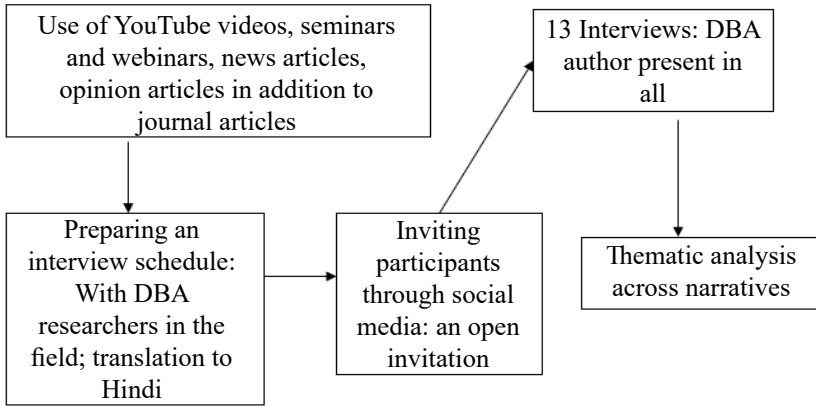 Use of YouTube videos, seminars
and webinars, news articles,
opinion articles in addition to
journal articles
Preparing an
interview schedule:
With DBA
researchers in the
field; translation to
Hindi
Inviting
participants
through social
media: an open
invitation
13 Interviews: DBA
author present in
all
Thematic analysis
across narratives